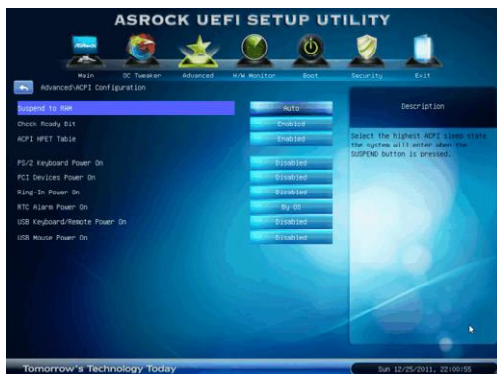 ASROCK UEFI SETUP UTILITY
Main OC Tweaker Advanced H/W Monitor Boot Security Exit
Advanced\ACPI Configuration
Suspend to RAM Auto
Check Ready Bit Enabled
ACPI HPET Table Enabled
PS/2 Keyboard Power On Disabled
PCI Devices Power On Disabled
Ring-In Power On Disabled
RTC Alarm Power On By OS
USB Keyboard/Remote Power On Disabled
USB Mouse Power On Disabled
Description
Select the highest ACPI sleep state
the system will enter when the
SUSPEND button is pressed.
Tomorrow's Technology Today
Sun 12/25/2011, 22:00:55